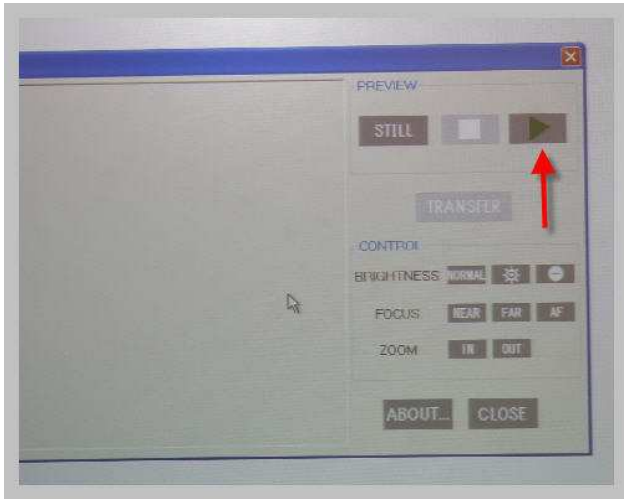 PREVIEW
STILL
TRANSFER
CONTROL
BRIGHTNESS NORMAL
FOCUS NEAR FAR AF
ZOOM IN OUT
ABOUT... CLOSE